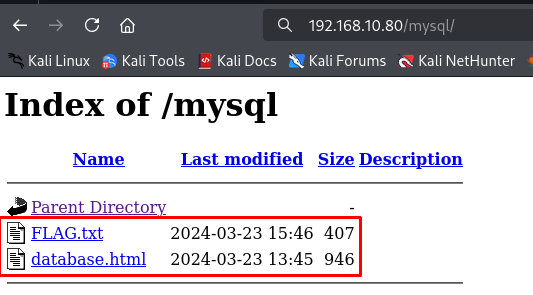 192.168.10.80/mysql/
Kali Linux Kali Tools Kali Docs Kali Forums Kali NetHunter
Index of /mysql
Name Last modified Size Description
Parent Directory -
FLAG.txt 2024-03-23 15:46 407
database.html 2024-03-23 13:45 946